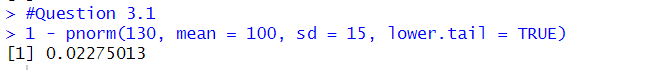 > #Question 3.1
> 1 - pnorm(130, mean = 100, sd = 15, lower.tail = TRUE)
[1] 0.02275013